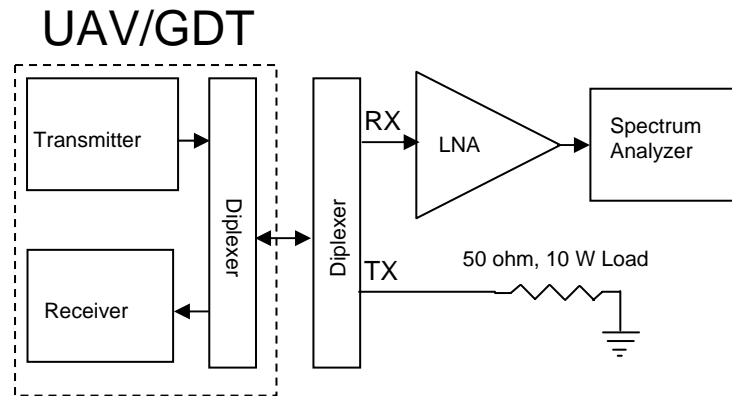 UAV/GDT
Transmitter
Diplexer
Receiver
Diplexer
RX
LNA
Spectrum
Analyzer
TX
50 ohm, 10 W Load